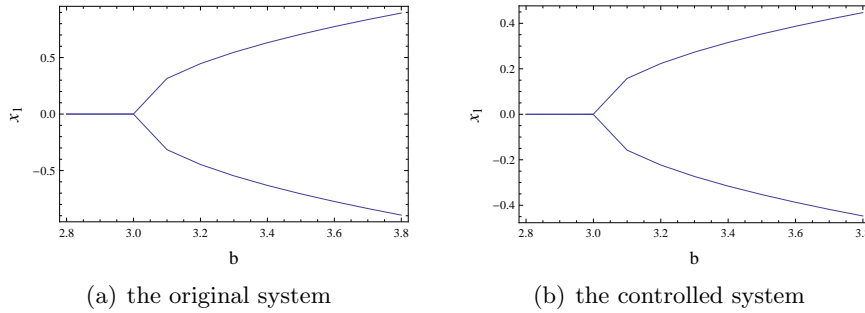 0.5
0.0
−0.5
x1
2.8 3.0 3.2 3.4 3.6 3.8
b
(a) the original system
0.4
0.2
0.0
−0.2
−0.4
x1
2.8 3.0 3.2 3.4 3.6 3.8
b
(b) the controlled system